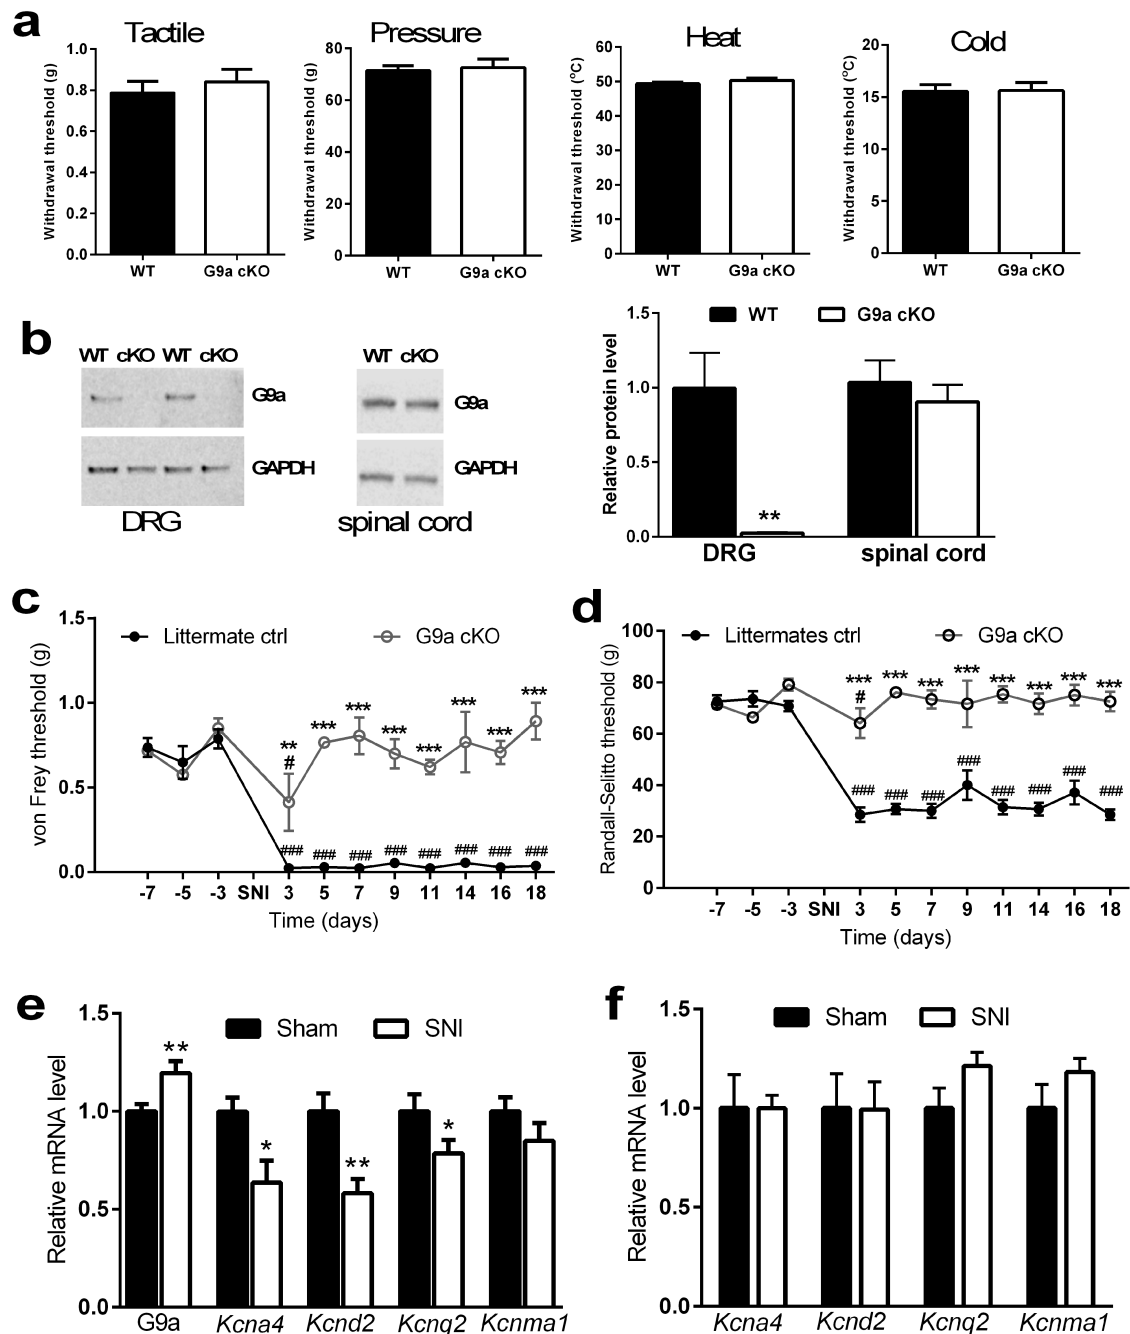 a
Tactile
Pressure
Heat
Cold
Withdrawal threshold (g)
1.0
0.8
0.6
0.4
0.2
0.0
WT
G9a cKO
Withdrawal threshold (g)
80
60
40
20
0
WT
G9a cKO
Withdrawal threshold (°C)
60
50
40
30
20
10
0
WT
G9a cKO
Withdrawal threshold (°C)
20
15
10
5
0
WT
G9a cKO
b
WT cKO WT cKO
G9a
GAPDH
DRG
WT cKO
G9a
GAPDH
spinal cord
WT
G9a cKO
Relative protein level
1.5
1.0
0.5
0.0
**
DRG
spinal cord
c
Littermate ctrl
G9a cKO
von Frey threshold (g)
1.5
1.0
0.5
0.0
**
#
***
***
***
***
***
***
***
###
###
###
###
###
###
###
###
-7 -5 -3 SNI 3 5 7 9 11 14 16 18
Time (days)
d
Littermates ctrl
G9a cKO
Randall-Selitto threshold (g)
100
80
60
40
20
0
***
#
***
***
***
***
***
***
***
###
###
###
###
###
###
###
###
-7 -5 -3 SNI 3 5 7 9 11 14 16 18
Time (days)
e
Sham
SNI
Relative mRNA level
1.5
1.0
0.5
0.0
**
*
**
*
G9a Kcna4 Kcnd2 Kcnq2 Kcnma1
f
Sham
SNI
Relative mRNA level
1.5
1.0
0.5
0.0
Kcna4 Kcnd2 Kcnq2 Kcnma1